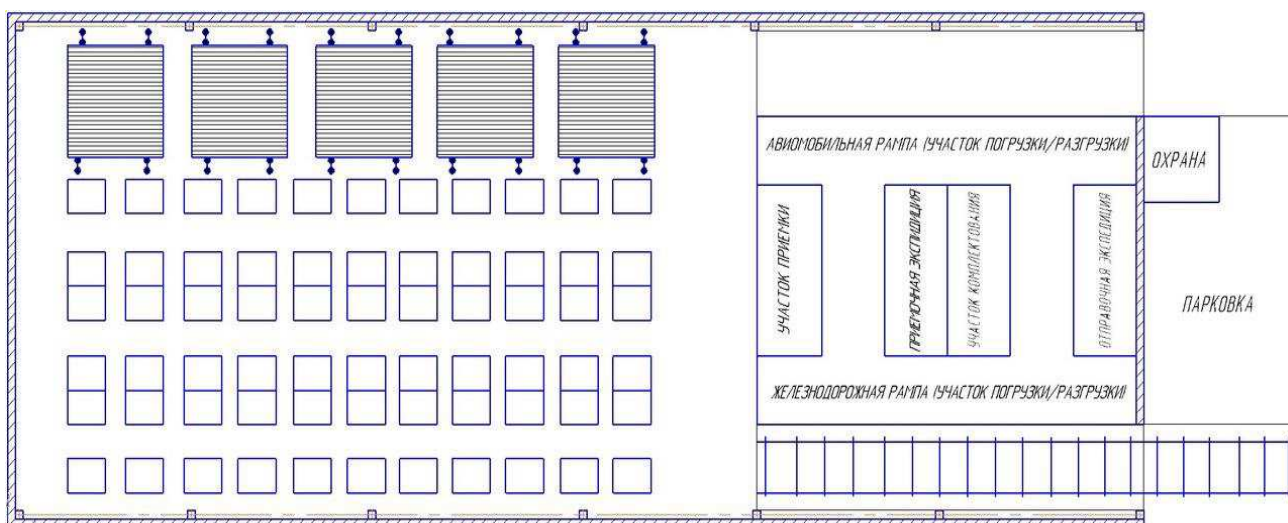 АВИОМОБИЛЬНАЯ РАМПА (УЧАСТОК ПОГРУЗКИ/РАЗГРУЗКИ)
ОХРАНА
УЧАСТОК ПРИЕМКИ
ПРИЕМОЧНАЯ ЭКСПИДИЦИЯ
УЧАСТОК КОМПЛЕКТОВАНИЯ
ОТПРАВОЧНАЯ ЭКСПЕДИЦИЯ
ПАРКОВКА
ЖЕЛЕЗНОДОРОЖНАЯ РАМПА (УЧАСТОК ПОГРУЗКИ/РАЗГРУЗКИ)